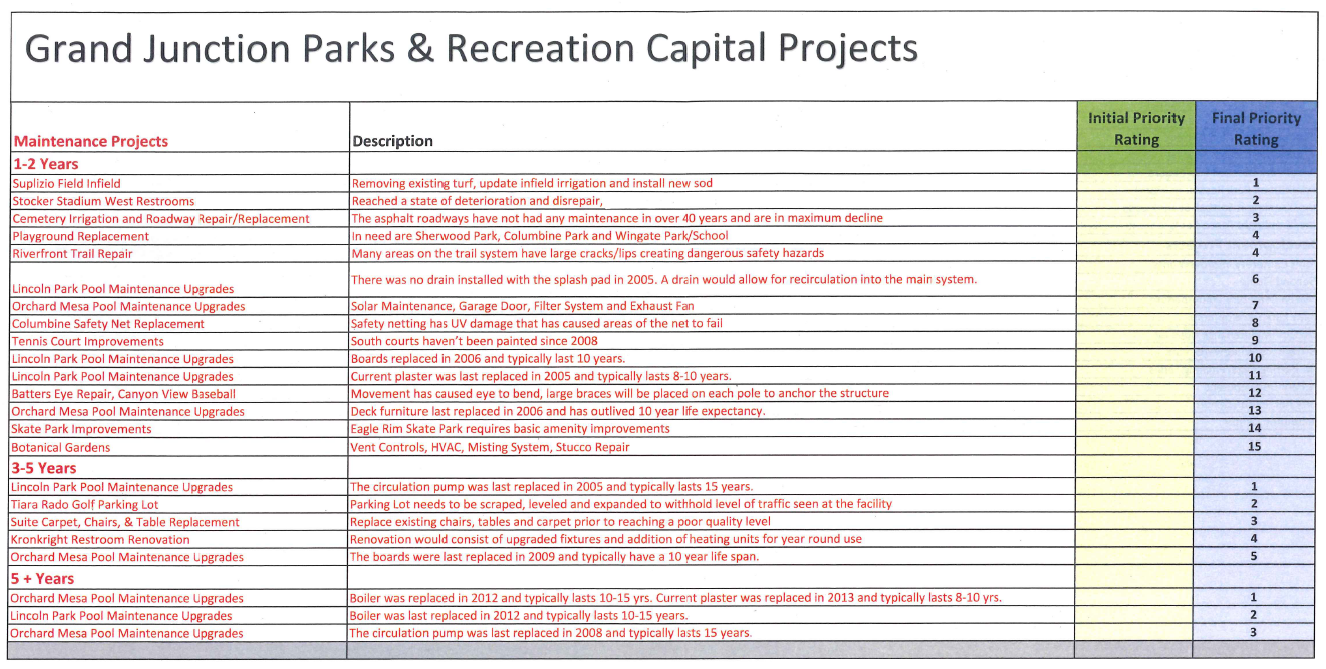 Grand Junction Parks & Recreation Capital Projects
Maintenance Projects Description Initial Priority Rating Final Priority Rating
1-2 Years
Suplizio Field Infield Removing existing turf, update infield irrigation and install new sod 1
Stocker Stadium West Restrooms Reached a state of deterioration and disrepair, 2
Cemetery Irrigation and Roadway Repair/Replacement The asphalt roadways have not had any maintenance in over 40 years and are in maximum decline 3
Playground Replacement In need are Sherwood Park, Columbine Park and Wingate Park/School 4
Riverfront Trail Repair Many areas on the trail system have large cracks/lips creating dangerous safety hazards 4
Lincoln Park Pool Maintenance Upgrades There was no drain installed with the splash pad in 2005. A drain would allow for recirculation into the main system. 6
Orchard Mesa Pool Maintenance Upgrades Solar Maintenance, Garage Door, Filter System and Exhaust Fan 7
Columbine Safety Net Replacement Safety netting has UV damage that has caused areas of the net to fail 8
Tennis Court Improvements South courts haven't been painted since 2008 9
Lincoln Park Pool Maintenance Upgrades Boards replaced in 2006 and typically last 10 years. 10
Lincoln Park Pool Maintenance Upgrades Current plaster was last replaced in 2005 and typically lasts 8-10 years. 11
Batters Eye Repair, Canyon View Baseball Movement has caused eye to bend, large braces will be placed on each pole to anchor the structure 12
Orchard Mesa Pool Maintenance Upgrades Deck furniture last replaced in 2006 and has outlived 10 year life expectancy. 13
Skate Park Improvements Eagle Rim Skate Park requires basic amenity improvements 14
Botanical Gardens Vent Controls, HVAC, Misting System, Stucco Repair 15
3-5 Years
Lincoln Park Pool Maintenance Upgrades The circulation pump was last replaced in 2005 and typically lasts 15 years. 1
Tiara Rado Golf Parking Lot Parking Lot needs to be scraped, leveled and expanded to withhold level of traffic seen at the facility 2
Suite Carpet, Chairs, & Table Replacement Replace existing chairs, tables and carpet prior to reaching a poor quality level 3
Kronkright Restroom Renovation Renovation would consist of upgraded fixtures and addition of heating units for year round use 4
Orchard Mesa Pool Maintenance Upgrades The boards were last replaced in 2009 and typically have a 10 year life span. 5
5 + Years
Orchard Mesa Pool Maintenance Upgrades Boiler was replaced in 2012 and typically lasts 10-15 yrs. Current plaster was replaced in 2013 and typically lasts 8-10 yrs. 1
Lincoln Park Pool Maintenance Upgrades Boiler was last replaced in 2012 and typically lasts 10-15 years. 2
Orchard Mesa Pool Maintenance Upgrades The circulation pump was last replaced in 2008 and typically lasts 15 years. 3